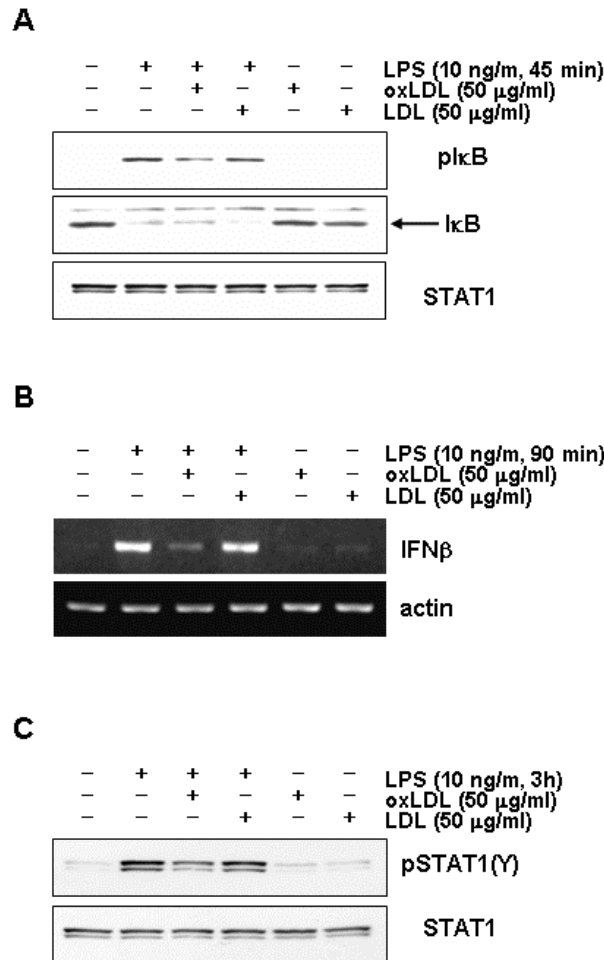 A
− + + + − − LPS (10 ng/m, 45 min)
− − + − + − oxLDL (50 μg/ml)
− − − + − + LDL (50 μg/ml)
pIκB
IκB
STAT1
B
− + + + − − LPS (10 ng/m, 90 min)
− − + − + − oxLDL (50 μg/ml)
− − − + − + LDL (50 μg/ml)
IFNβ
actin
C
− + + + − − LPS (10 ng/m, 3h)
− − + − + − oxLDL (50 μg/ml)
− − − + − + LDL (50 μg/ml)
pSTAT1(Y)
STAT1